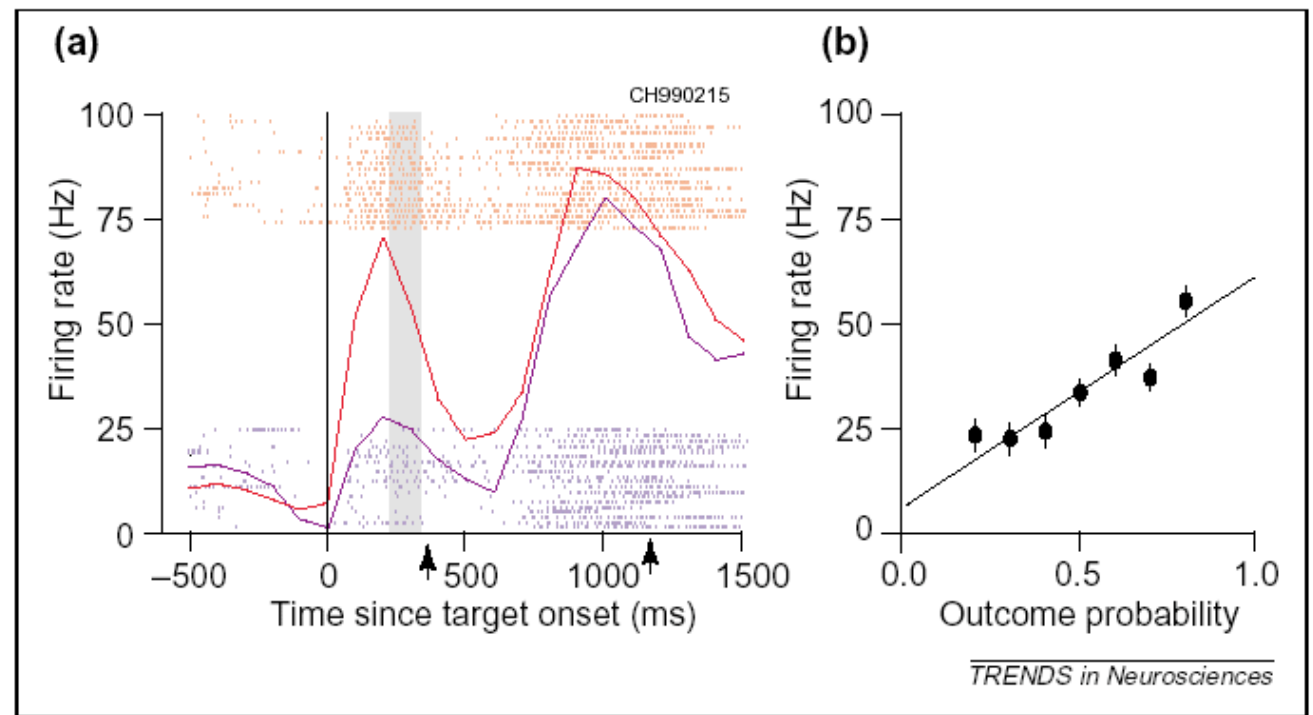 (a)
CH990215
100
75
50
25
0
Firing rate (Hz)
–500 0 500 1000 1500
Time since target onset (ms)
(b)
100
75
50
25
0
Firing rate (Hz)
0.0 0.5 1.0
Outcome probability
TRENDS in Neurosciences